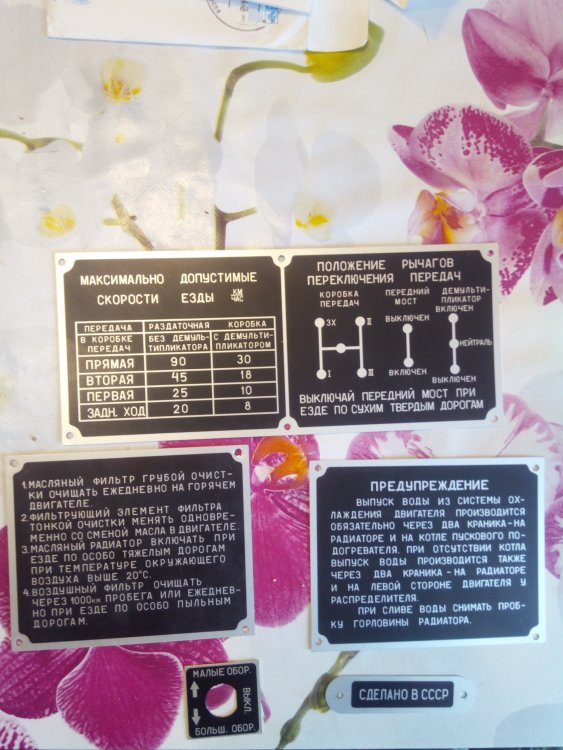 МАКСИМАЛЬНО ДОПУСТИМЫЕ
СКОРОСТИ ЕЗДЫ КМ/ЧАС
ПЕРЕДАЧА В КОРОБКЕ ПЕРЕДАЧ
РАЗДАТОЧНАЯ КОРОБКА
БЕЗ ДЕМУЛЬ-ТИПЛИКАТОРА
С ДЕМУЛЬТИ-ПЛИКАТОРОМ
ПРЯМАЯ 90 30
ВТОРАЯ 45 18
ПЕРВАЯ 25 10
ЗАДН. ХОД 20 8
ПОЛОЖЕНИЕ РЫЧАГОВ
ПЕРЕКЛЮЧЕНИЯ ПЕРЕДАЧ
КОРОБКА
ПЕРЕДАЧ
ЗХ II
I III
ПЕРЕДНИЙ
МОСТ
ВЫКЛЮЧЕН
ВКЛЮЧЕН
ДЕМУЛЬТИ-
ПЛИКАТОР
ВКЛЮЧЕН
НЕЙТРАЛЬ
ВЫКЛЮЧЕН
ВЫКЛЮЧАЙ ПЕРЕДНИЙ МОСТ ПРИ
ЕЗДЕ ПО СУХИМ ТВЕРДЫМ ДОРОГАМ
1. МАСЛЯНЫЙ ФИЛЬТР ГРУБОЙ ОЧИСТ-
КИ ОЧИЩАТЬ ЕЖЕДНЕВНО НА ГОРЯЧЕМ
ДВИГАТЕЛЕ.
2. ФИЛЬТРУЮЩИЙ ЭЛЕМЕНТ ФИЛЬТРА
ТОНКОЙ ОЧИСТКИ МЕНЯТЬ ОДНОВРЕ-
МЕННО СО СМЕНОЙ МАСЛА В ДВИГАТЕЛЕ.
3. МАСЛЯНЫЙ РАДИАТОР ВКЛЮЧАТЬ ПРИ
ЕЗДЕ ПО ОСОБО ТЯЖЕЛЫМ ДОРОГАМ
ПРИ ТЕМПЕРАТУРЕ ОКРУЖАЮЩЕГО
ВОЗДУХА ВЫШЕ 20°С.
4. ВОЗДУШНЫЙ ФИЛЬТР ОЧИЩАТЬ
ЧЕРЕЗ 1000км ПРОБЕГА ИЛИ ЕЖЕДНЕВ-
НО ПРИ ЕЗДЕ ПО ОСОБО ПЫЛЬНЫМ
ДОРОГАМ.
ПРЕДУПРЕЖДЕНИЕ
ВЫПУСК ВОДЫ ИЗ СИСТЕМЫ ОХ-
ЛАЖДЕНИЯ ДВИГАТЕЛЯ ПРОИЗВОДИТСЯ
ОБЯЗАТЕЛЬНО ЧЕРЕЗ ДВА КРАНИКА-НА
РАДИАТОРЕ И НА КОТЛЕ ПУСКОВОГО ПО-
ДОГРЕВАТЕЛЯ. ПРИ ОТСУТСТВИИ КОТЛА
ВЫПУСК ВОДЫ ПРОИЗВОДИТСЯ ТАКЖЕ
ЧЕРЕЗ ДВА КРАНИКА-НА РАДИАТОРЕ
И НА ЛЕВОЙ СТОРОНЕ ДВИГАТЕЛЯ У
РАСПРЕДЕЛИТЕЛЯ.
ПРИ СЛИВЕ ВОДЫ СНИМАТЬ ПРОБ-
КУ ГОРЛОВИНЫ РАДИАТОРА.
МАЛЫЕ ОБОР.
ВЫКЛ.
БОЛЬШ. ОБОР.
СДЕЛАНО В СССР